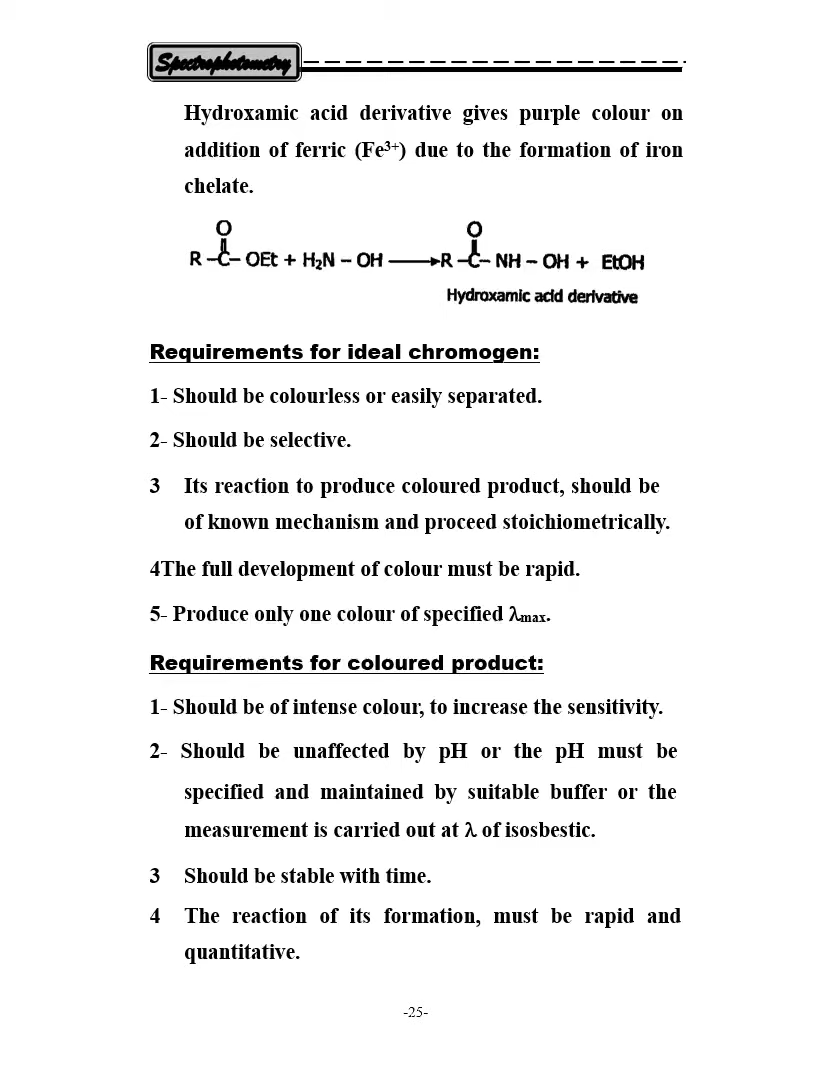 Spectrophotometry
Hydroxamic acid derivative gives purple colour on
addition of ferric (Fe³⁺) due to the formation of iron
chelate.
O O
R –C– OEt + H₂N – OH ⟶ R –C– NH – OH + EtOH
Hydroxamic acid derivative
Requirements for ideal chromogen:
1- Should be colourless or easily separated.
2- Should be selective.
3 Its reaction to produce coloured product, should be
of known mechanism and proceed stoichiometrically.
4The full development of colour must be rapid.
5- Produce only one colour of specified λmax.
Requirements for coloured product:
1- Should be of intense colour, to increase the sensitivity.
2- Should be unaffected by pH or the pH must be
specified and maintained by suitable buffer or the
measurement is carried out at λ of isosbestic.
3 Should be stable with time.
4 The reaction of its formation, must be rapid and
quantitative.
-25-